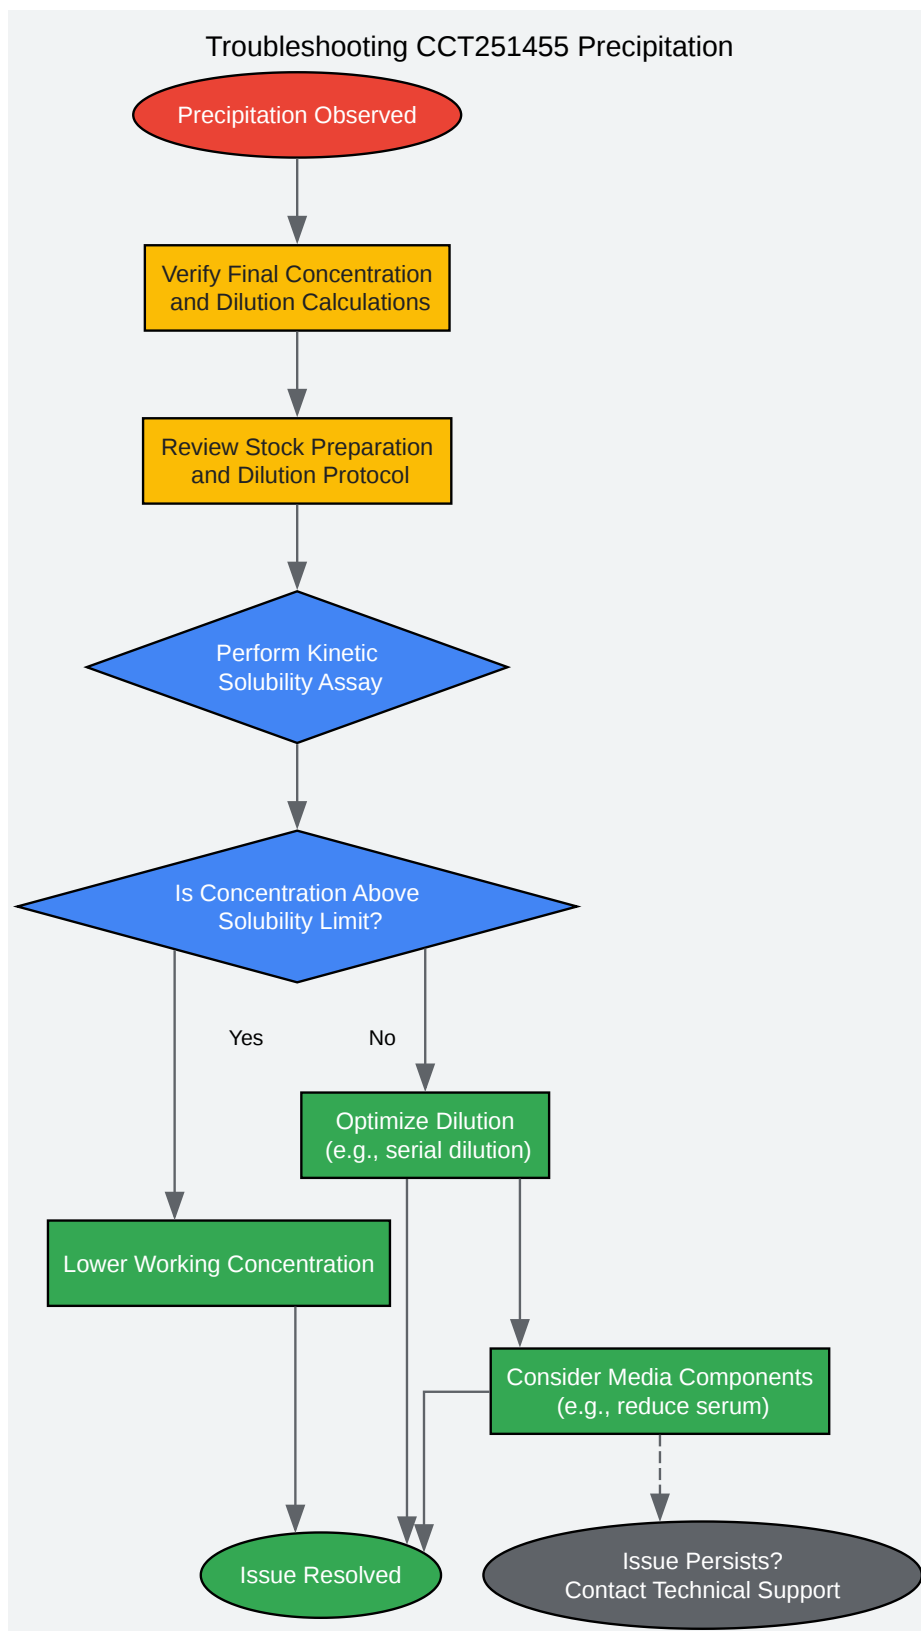 Troubleshooting CCT251455 Precipitation
Precipitation Observed
Verify Final Concentration
and Dilution Calculations
Review Stock Preparation
and Dilution Protocol
Perform Kinetic
Solubility Assay
Is Concentration Above
Solubility Limit?
Yes
No
Optimize Dilution
(e.g., serial dilution)
Lower Working Concentration
Consider Media Components
(e.g., reduce serum)
Issue Resolved
Issue Persists?
Contact Technical Support